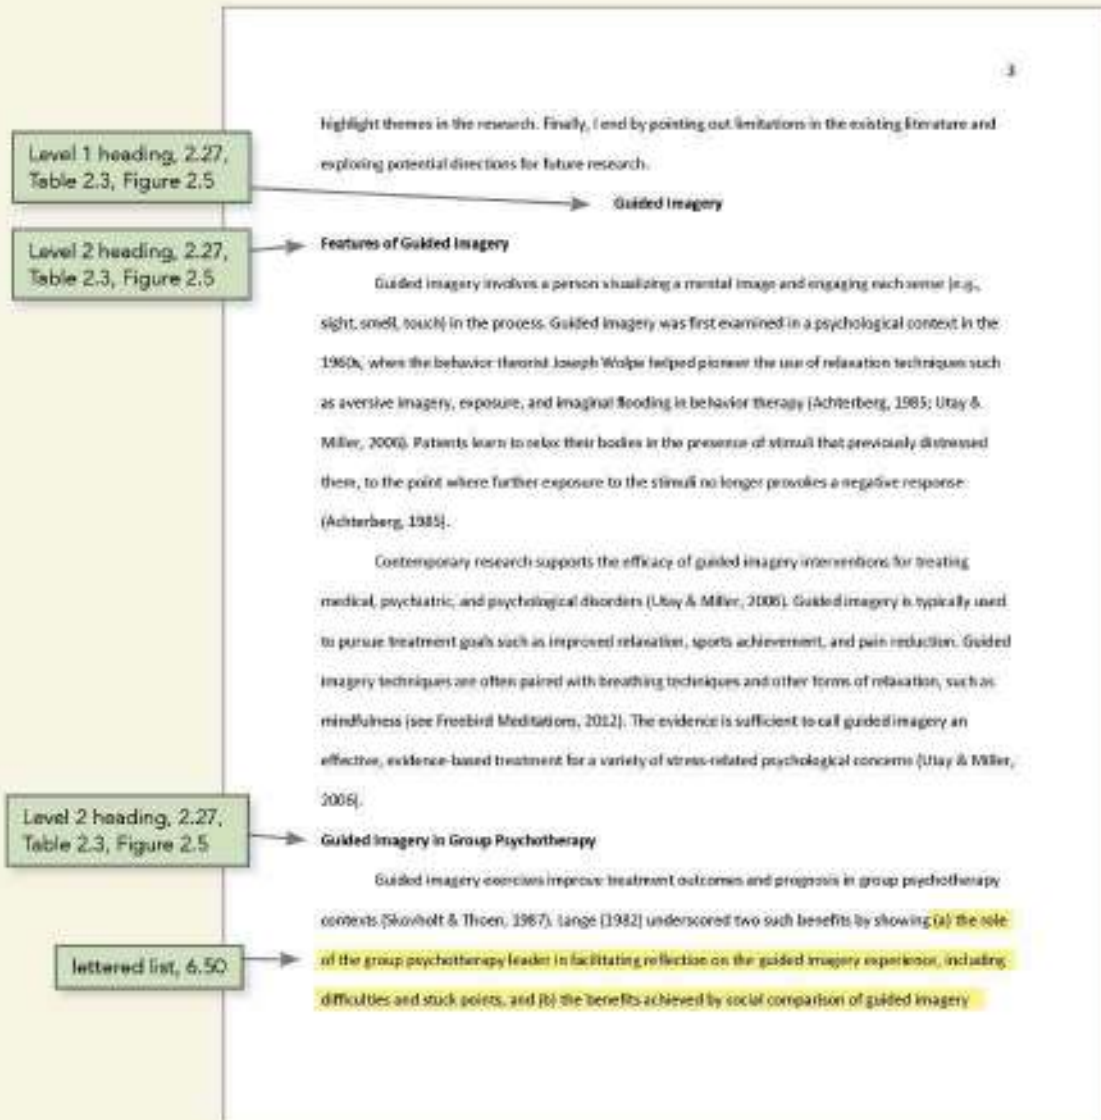 3
highlight themes in the research. Finally, I end by pointing out limitations in the existing literature and
exploring potential directions for future research.
Level 1 heading, 2.27,
Table 2.3, Figure 2.5
Guided Imagery
Level 2 heading, 2.27,
Table 2.3, Figure 2.5
Features of Guided Imagery
Guided imagery involves a person visualizing a mental image and engaging each sense (e.g.,
sight, smell, touch) in the process. Guided imagery was first examined in a psychological context in the
1960s, when the behavior theorist Joseph Wolpe helped pioneer the use of relaxation techniques such
as aversive imagery, exposure, and imaginal flooding in behavior therapy (Achterberg, 1985; Utay &
Miller, 2006). Patients learn to relax their bodies in the presence of stimuli that previously distressed
them, to the point where further exposure to the stimuli no longer provokes a negative response
(Achterberg, 1985).
Contemporary research supports the efficacy of guided imagery interventions for treating
medical, psychiatric, and psychological disorders (Utay & Miller, 2006). Guided imagery is typically used
to pursue treatment goals such as improved relaxation, sports achievement, and pain reduction. Guided
imagery techniques are often paired with breathing techniques and other forms of relaxation, such as
mindfulness (see Freebird Meditations, 2012). The evidence is sufficient to call guided imagery an
effective, evidence-based treatment for a variety of stress-related psychological concerns (Utay & Miller,
2006).
Level 2 heading, 2.27,
Table 2.3, Figure 2.5
Guided Imagery in Group Psychotherapy
Guided imagery exercises improve treatment outcomes and prognosis in group psychotherapy
contexts (Skovholt & Thoen, 1987). Lange (1982) underscored two such benefits by showing (a) the role
lettered list, 6.50
of the group psychotherapy leader in facilitating reflection on the guided imagery experience, including
difficulties and stuck points, and (b) the benefits achieved by social comparison of guided imagery